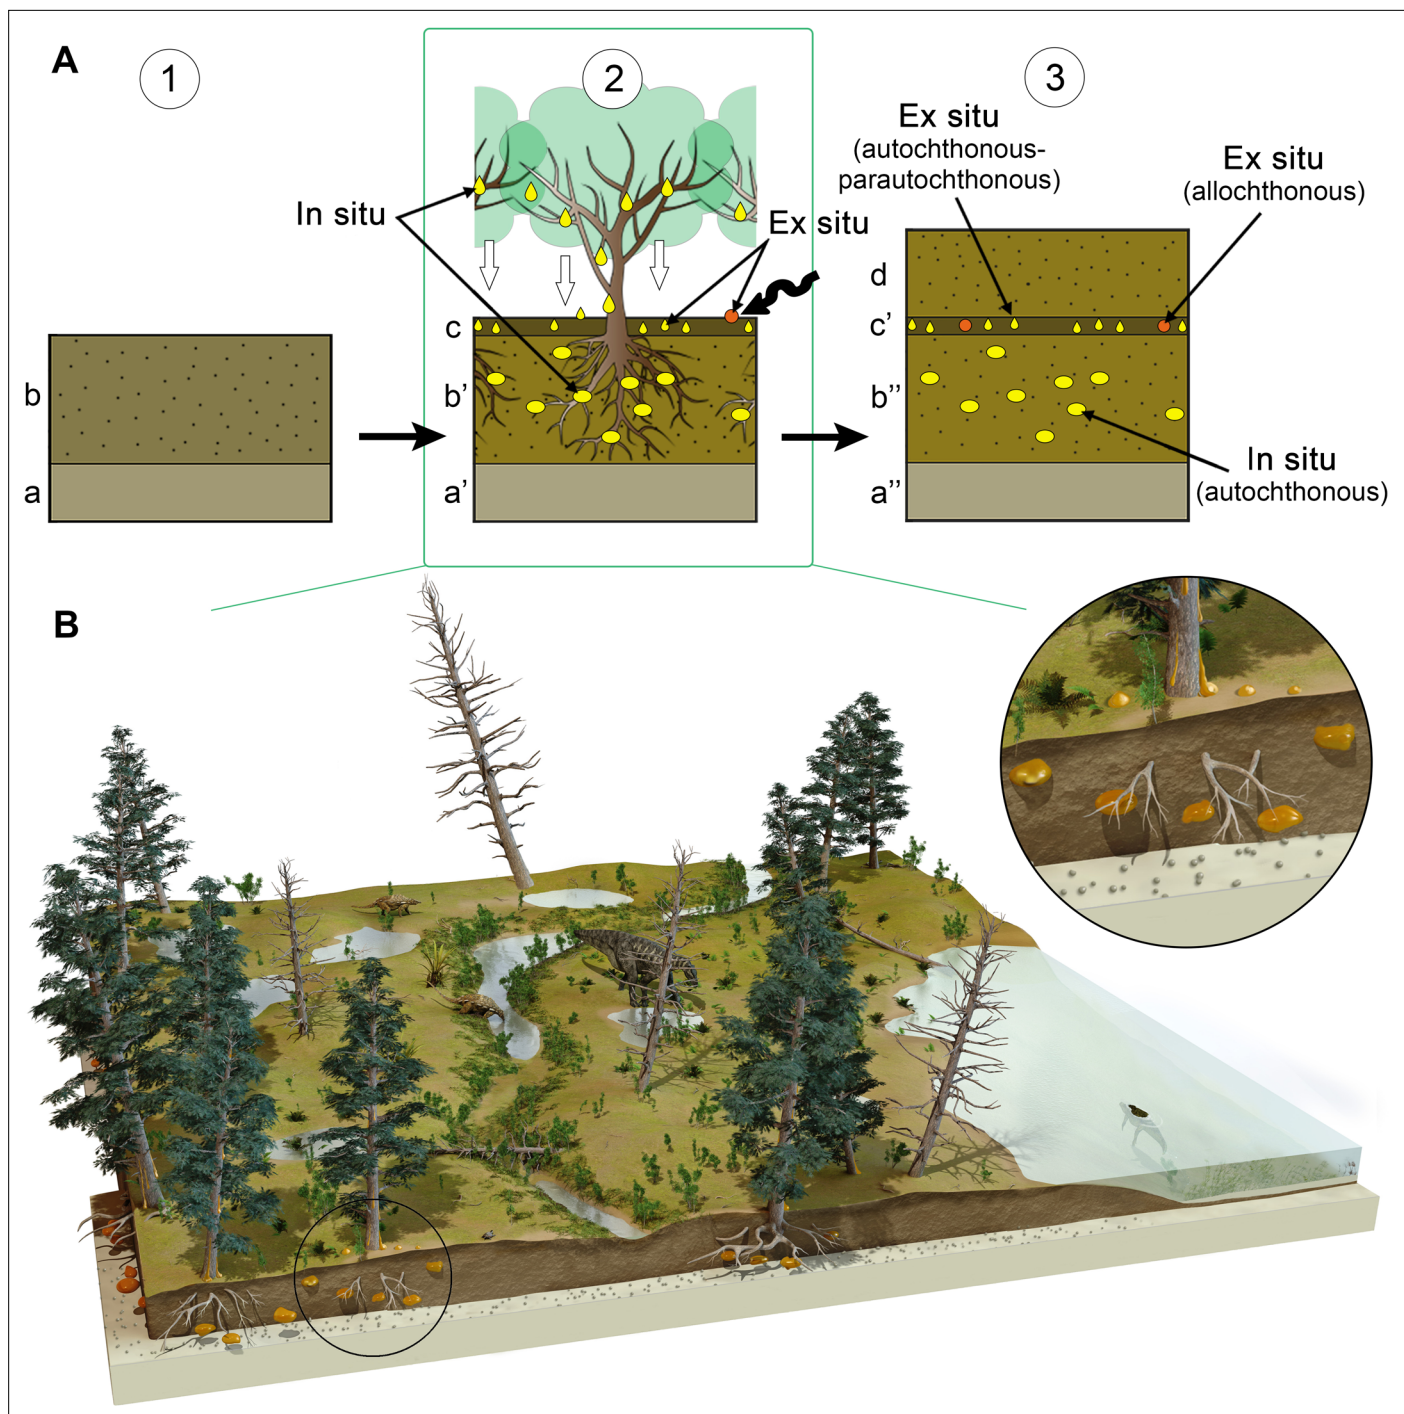 A
1
2
3
Ex situ
(autochthonous-
parautochthonous)
Ex situ
(allochthonous)
In situ
Ex situ
d
c
c'
b
b'
b''
In situ
(autochthonous)
a
a'
a''
B